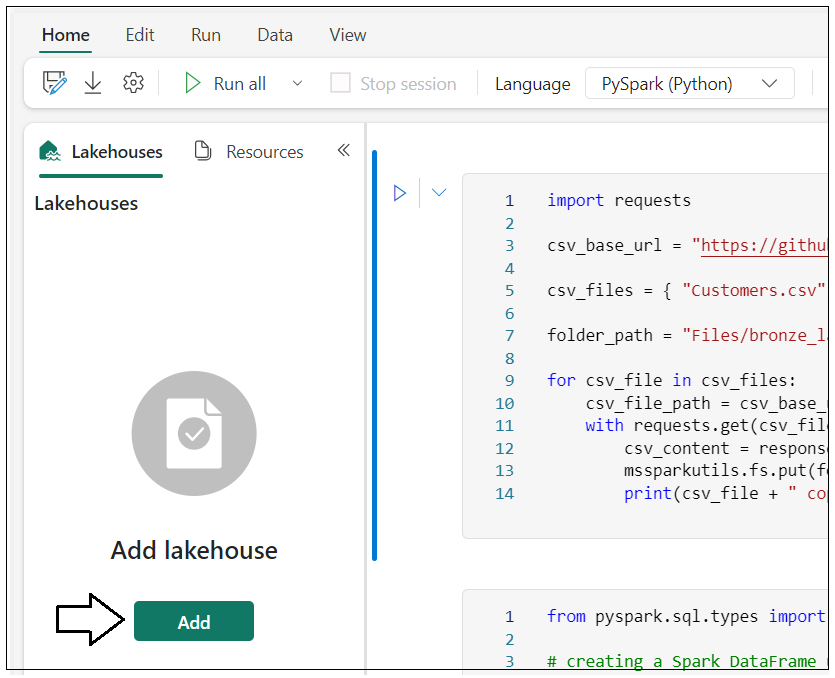 Home Edit Run Data View
Run all Stop session Language PySpark (Python)
Lakehouses Resources
Lakehouses
Add lakehouse
Add
1 import requests
2
3 csv_base_url = "https://githu
4
5 csv_files = { "Customers.csv"
6
7 folder_path = "Files/bronze_l
8
9 for csv_file in csv_files:
10 csv_file_path = csv_base_
11 with requests.get(csv_fil
12 csv_content = respons
13 mssparkutils.fs.put(f
14 print(csv_file + " co
1 from pyspark.sql.types import
2
3 # creating a Spark DataFrame